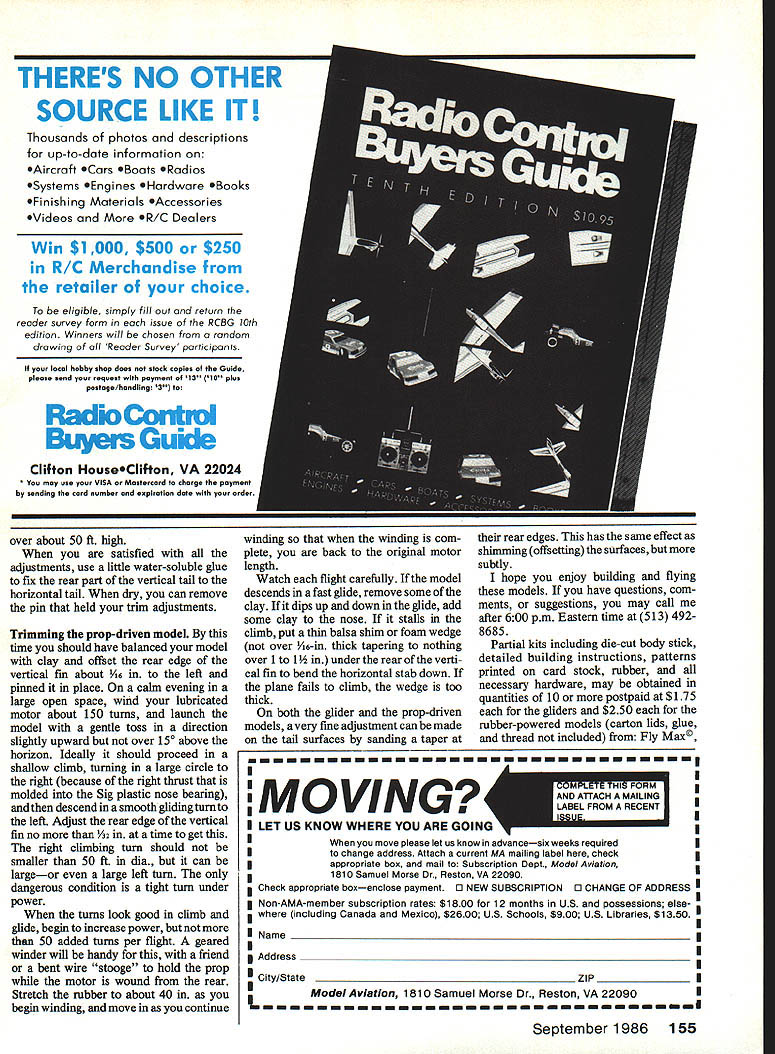 THERE'S NO OTHER
SOURCE LIKE IT!
Thousands of photos and descriptions
for up-to-date information on:
•Aircraft •Cars •Boats •Radios
•Systems •Engines •Hardware •Books
•Finishing Materials •Accessories
•Videos and More •R/C Dealers
Win $1,000, $500 or $250
in R/C Merchandise from
the retailer of your choice.
To be eligible, simply fill out and return the
reader survey form in each issue of the RCBG 10th
edition. Winners will be chosen from a random
drawing of all 'Reader Survey' participants.
If your local hobby shop does not stock copies of the Guide,
please send your request with payment of
plus
postage/handling:
to:
Radio Control
Buyers Guide
Clifton House•Clifton, VA 22024
* You may use your VISA or Mastercard to charge the payment
by sending the card number and expiration date with your order.
Radio Control
Buyers Guide
TENTH EDITION $10.95
AIRCRAFT • CARS • BOATS • SYSTEMS •
ENGINES • HARDWARE •
over about 50 ft. high.
When you are satisfied with all the
adjustments, use a little water-soluble glue
to fix the rear part of the vertical tail to the
horizontal tail. When dry, you can remove
the pin that held your trim adjustments.
Trimming the prop-driven model. By this
time you should have balanced your model
with clay and offset the rear edge of the
vertical fin about 1/16 in. to the left and
pinned it in place. On a calm evening in a
large open space, wind your lubricated
motor about 150 turns, and launch the
model with a gentle toss in a direction
slightly upward but not over 15° above the
horizon. Ideally it should proceed in a
shallow climb, turning in a large circle to
the right (because of the right thrust that is
molded into the Sig plastic nose bearing),
and then descend in a smooth gliding turn to
the left. Adjust the rear edge of the vertical
fin no more than 1/32 in. at a time to get this.
The right climbing turn should not be
smaller than 50 ft. in dia., but it can be
large—or even a large left turn. The only
dangerous condition is a tight turn under
power.
When the turns look good in climb and
glide, begin to increase power, but not more
than 50 added turns per flight. A geared
winder will be handy for this, with a friend
or a bent wire "stooge" to hold the prop
while the motor is wound from the rear.
Stretch the rubber to about 40 in. as you
begin winding, and move in as you continue
winding so that when the winding is com-
plete, you are back to the original motor
length.
Watch each flight carefully. If the model
descends in a fast glide, remove some of the
clay. If it dips up and down in the glide, add
some clay to the nose. If it stalls in the
climb, put a thin balsa shim or foam wedge
(not over 1/16-in. thick tapering to nothing
over 1 to 1½ in.) under the rear of the verti-
cal fin to bend the horizontal stab down. If
the plane fails to climb, the wedge is too
thick.
On both the glider and the prop-driven
models, a very fine adjustment can be made
on the tail surfaces by sanding a taper at
their rear edges. This has the same effect as
shimming (offsetting) the surfaces, but more
subtly.
I hope you enjoy building and flying
these models. If you have questions, com-
ments, or suggestions, you may call me
after 6:00 p.m. Eastern time at (513) 492-
8685.
Partial kits including die-cut body stick,
detailed building instructions, patterns
printed on card stock, rubber, and all
necessary hardware, may be obtained in
quantities of 10 or more postpaid at $1.75
each for the gliders and $2.50 each for the
rubber-powered models (carton lids, glue,
and thread not included) from: Fly Max©,
MOVING?
LET US KNOW WHERE YOU ARE GOING
COMPLETE THIS FORM
AND ATTACH A MAILING
LABEL FROM A RECENT
ISSUE.
When you move please let us know in advance—six weeks required
to change address. Attach a current MA mailing label here, check
appropriate box, and mail to: Subscription Dept., Model Aviation,
1810 Samuel Morse Dr., Reston, VA 22090.
Check appropriate box—enclose payment. □ NEW SUBSCRIPTION □ CHANGE OF ADDRESS
Non-AMA-member subscription rates: $18.00 for 12 months in U.S. and possessions; else-
where (including Canada and Mexico), $26.00; U.S. Schools, $9.00; U.S. Libraries, $13.50.
Name
Address
City/State ZIP
Model Aviation, 1810 Samuel Morse Dr., Reston, VA 22090
September 1986 155